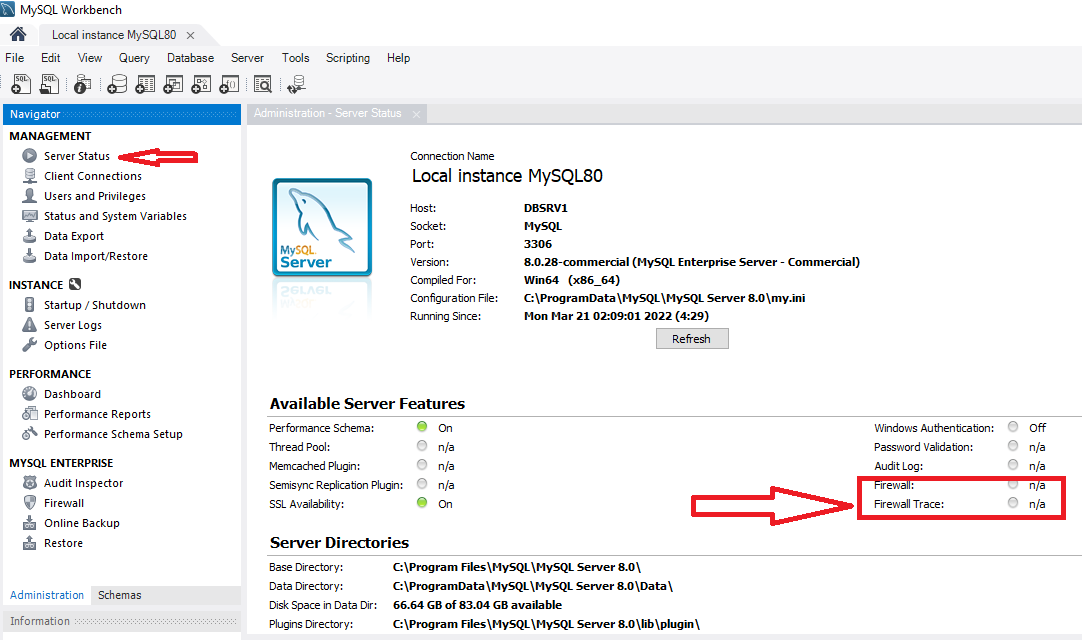 MySQL Workbench
Local instance MySQL80
File Edit View Query Database Server Tools Scripting Help
SQL SQL
Navigator
MANAGEMENT
Server Status
Client Connections
Users and Privileges
Status and System Variables
Data Export
Data Import/Restore
INSTANCE
Startup / Shutdown
Server Logs
Options File
PERFORMANCE
Dashboard
Performance Reports
Performance Schema Setup
MYSQL ENTERPRISE
Audit Inspector
Firewall
Online Backup
Restore
Administration Schemas
Information
Administration - Server Status
MySQL
Server
Connection Name
Local instance MySQL80
Host: DBSRV1
Socket: MySQL
Port: 3306
Version: 8.0.28-commercial (MySQL Enterprise Server - Commercial)
Compiled For: Win64 (x86_64)
Configuration File: C:\ProgramData\MySQL\MySQL Server 8.0\my.ini
Running Since: Mon Mar 21 02:09:01 2022 (4:29)
Refresh
Available Server Features
Performance Schema: On
Thread Pool: n/a
Memcached Plugin: n/a
Semisync Replication Plugin: n/a
SSL Availability: On
Windows Authentication: Off
Password Validation: n/a
Audit Log: n/a
Firewall: n/a
Firewall Trace: n/a
Server Directories
Base Directory: C:\Program Files\MySQL\MySQL Server 8.0\
Data Directory: C:\ProgramData\MySQL\MySQL Server 8.0\Data\
Disk Space in Data Dir: 66.64 GB of 83.04 GB available
Plugins Directory: C:\Program Files\MySQL\MySQL Server 8.0\lib\plugin\